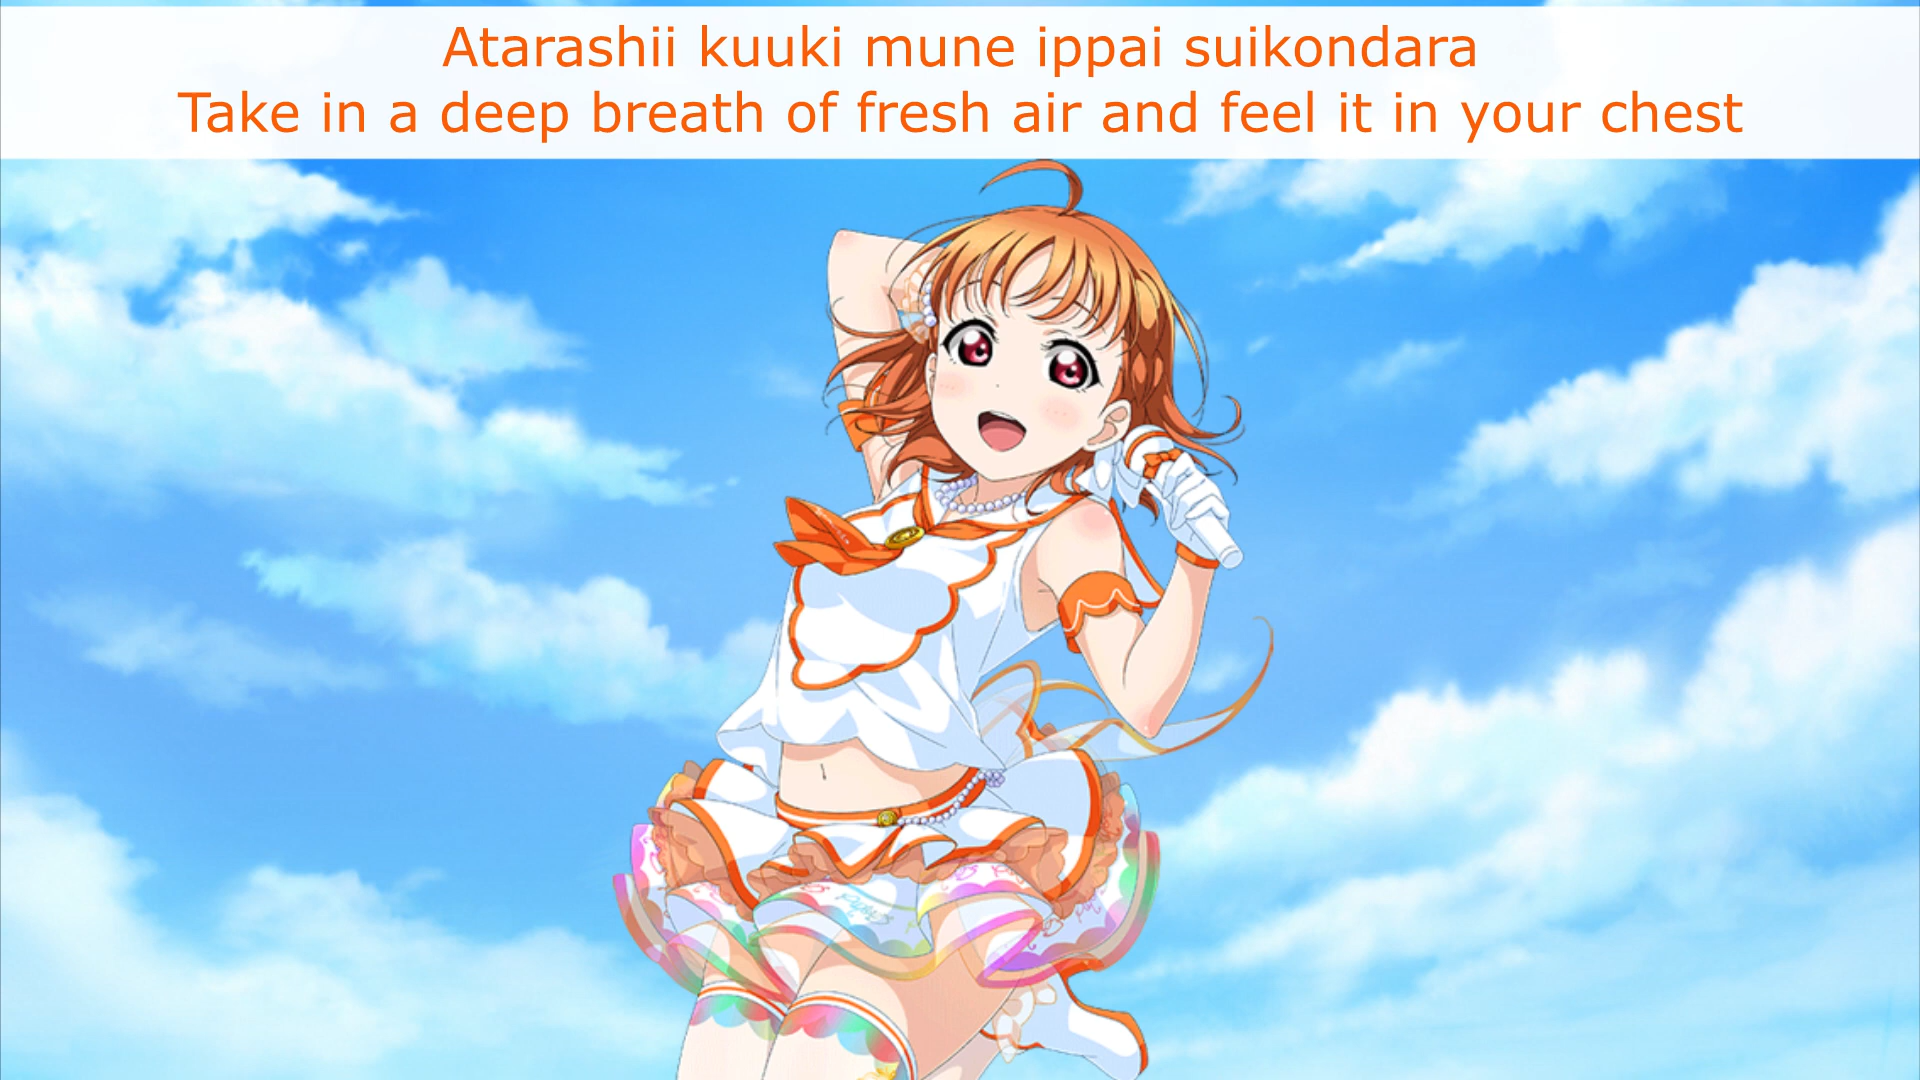 Atarashii kuuki mune ippai suikondara
Take in a deep breath of fresh air and feel it in your chest